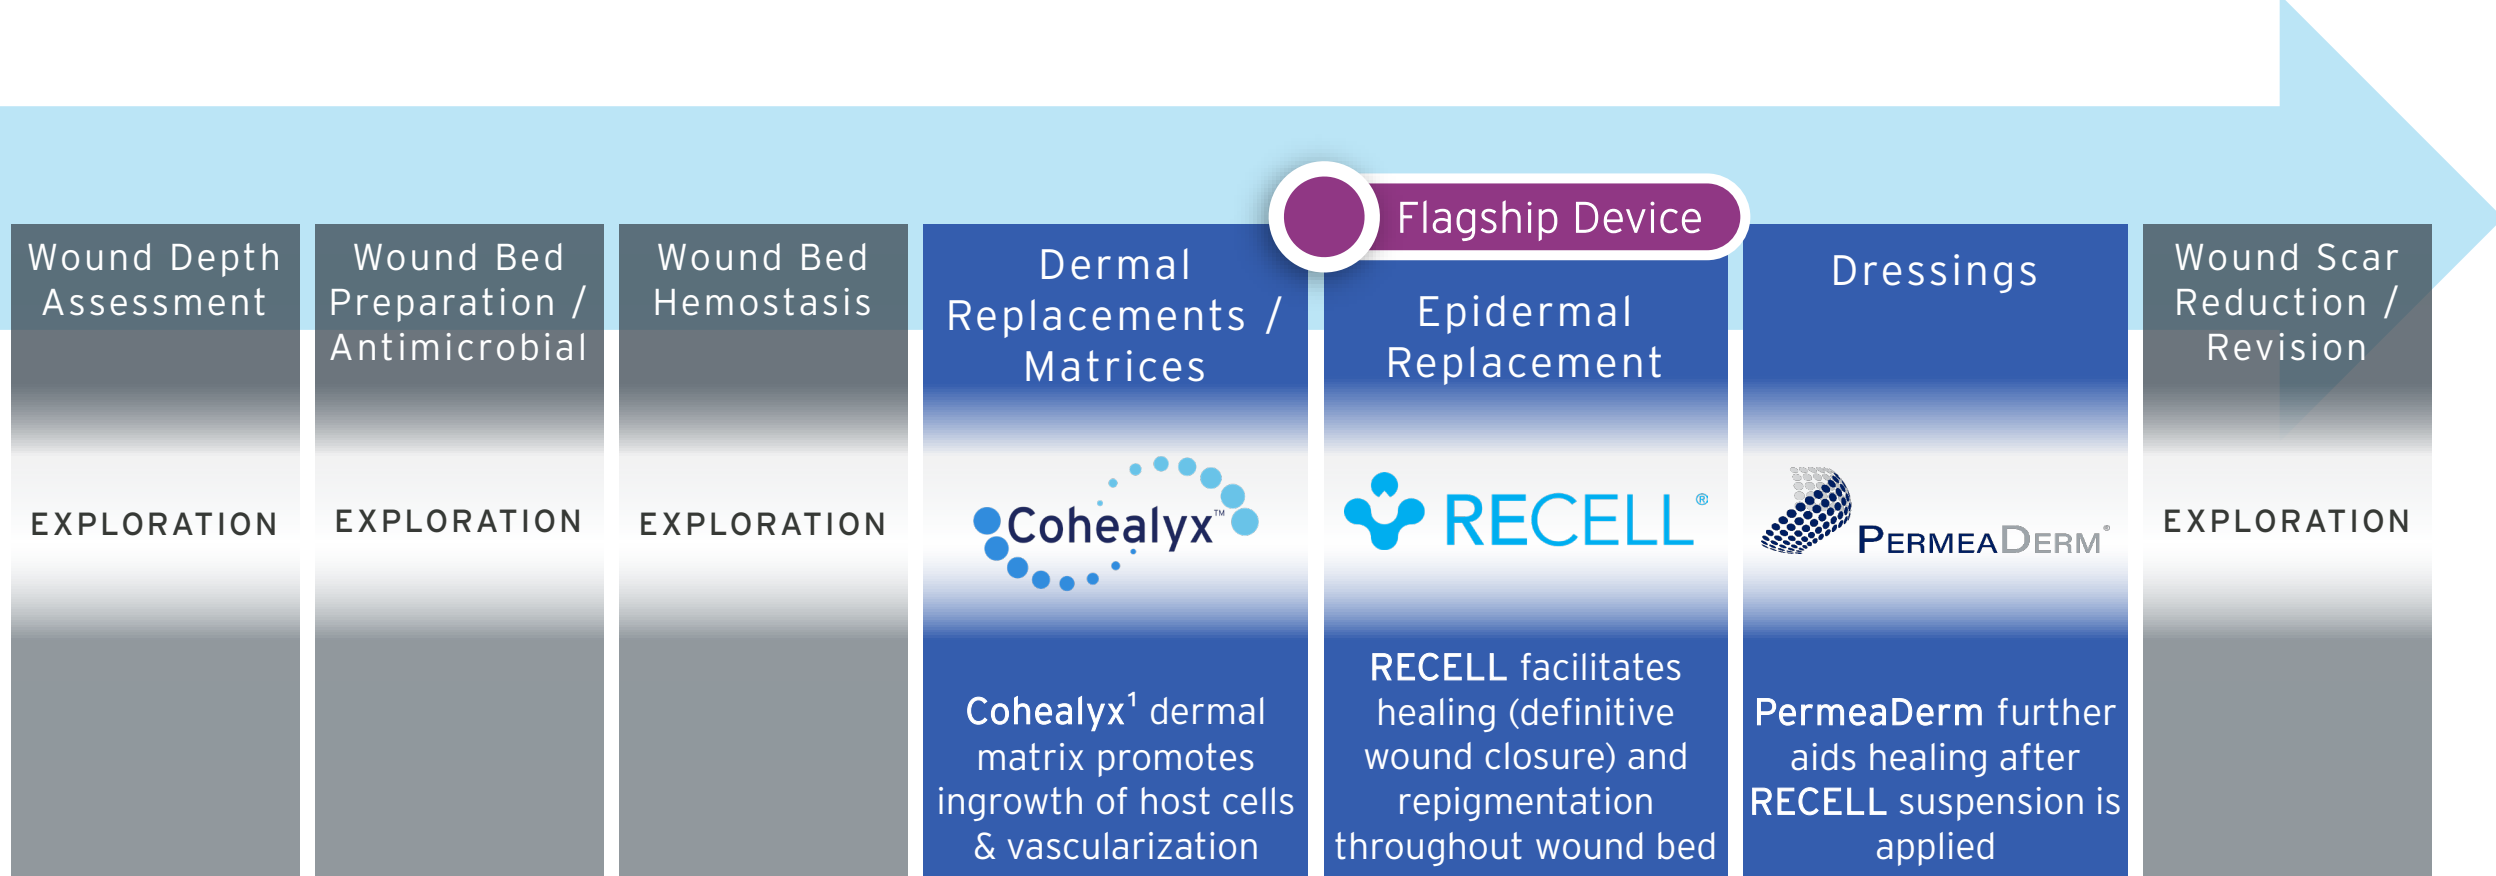 Flagship Device
Wound Depth
Assessment
EXPLORATION
Wound Bed
Preparation /
Antimicrobial
EXPLORATION
Wound Bed
Hemostasis
EXPLORATION
Dermal
Replacements /
Matrices
Cohealyx™
Cohealyx¹ dermal
matrix promotes
ingrowth of host cells
& vascularization
Epidermal
Replacement
RECELL®
RECELL facilitates
healing (definitive
wound closure) and
repigmentation
throughout wound bed
Dressings
PERMEADERM®
PermeaDerm further
aids healing after
RECELL suspension is
applied
Wound Scar
Reduction /
Revision
EXPLORATION